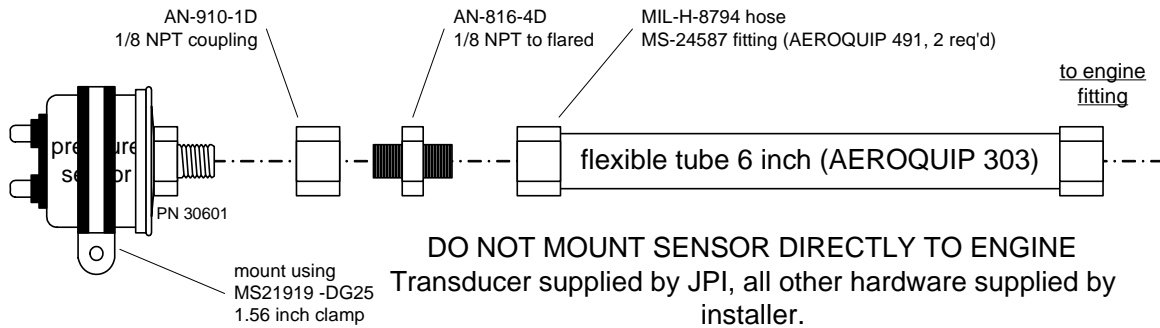 AN-910-1D
1/8 NPT coupling
AN-816-4D
1/8 NPT to flared
MIL-H-8794 hose
MS-24587 fitting (AEROQUIP 491, 2 req'd)
to engine
fitting
pressure
sensor
flexible tube 6 inch (AEROQUIP 303)
PN 30601
DO NOT MOUNT SENSOR DIRECTLY TO ENGINE
Transducer supplied by JPI, all other hardware supplied by
installer.
mount using
MS21919 -DG25
1.56 inch clamp